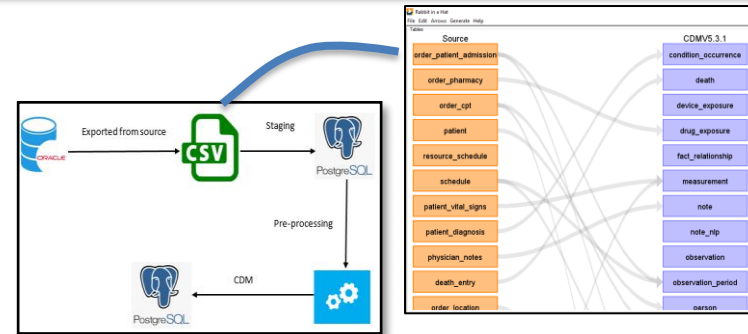 Rabbit in a Hat
File Edit Arrows Generate Help
Tables
Source
CDMV5.3.1
order_patient_admission
condition_occurrence
order_pharmacy
death
order_cpt
device_exposure
patient
drug_exposure
resource_schedule
fact_relationship
schedule
measurement
patient_vital_signs
note
patient_diagnosis
note_nlp
physician_notes
observation
death_entry
observation_period
order_location
person
Exported from source
Staging
ORACLE
CSV
PostgreSQL
Pre-processing
CDM
PostgreSQL